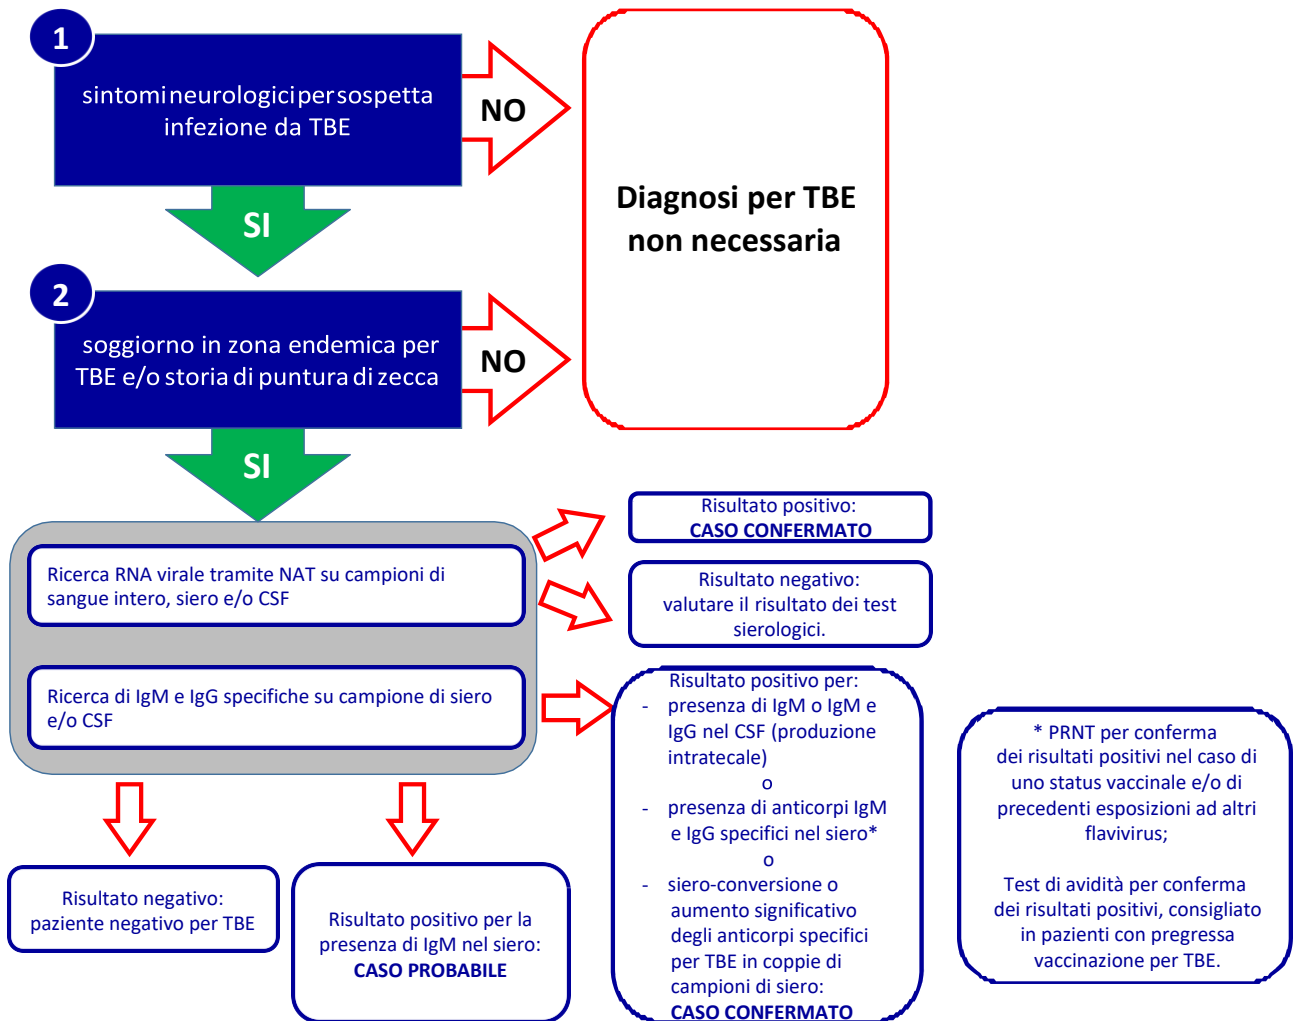 1
sintomi neurologici per sospetta
infezione da TBE
NO
SI
Diagnosi per TBE
non necessaria
2
soggiorno in zona endemica per
TBE e/o storia di puntura di zecca
NO
SI
Ricerca RNA virale tramite NAT su campioni di
sangue intero, siero e/o CSF
Ricerca di IgM e IgG specifiche su campione di siero
e/o CSF
Risultato positivo:
CASO CONFERMATO
Risultato negativo:
valutare il risultato dei test
sierologici.
Risultato positivo per:
- presenza di IgM o IgM e
IgG nel CSF (produzione
intratecale)
o
- presenza di anticorpi IgM
e IgG specifici nel siero*
o
- siero-conversione o
aumento significativo
degli anticorpi specifici
per TBE in coppie di
campioni di siero:
CASO CONFERMATO
* PRNT per conferma
dei risultati positivi nel caso di
uno status vaccinale e/o di
precedenti esposizioni ad altri
flavivirus;
Test di avidità per conferma
dei risultati positivi, consigliato
in pazienti con pregressa
vaccinazione per TBE.
Risultato negativo:
paziente negativo per TBE
Risultato positivo per la
presenza di IgM nel siero:
CASO PROBABILE